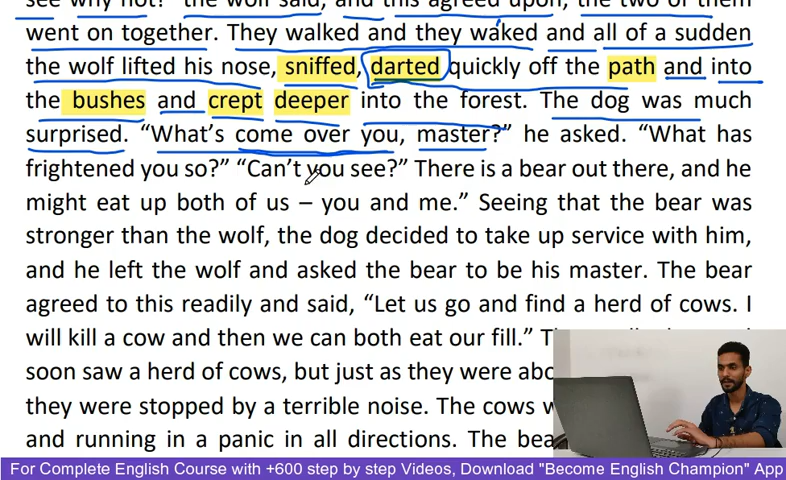 see why not!" the wolf said, and this agreed upon, the two of them
went on together. They walked and they waked and all of a sudden
the wolf lifted his nose, sniffed, darted quickly off the path and into
the bushes and crept deeper into the forest. The dog was much
surprised. “What’s come over you, master?” he asked. “What has
frightened you so?” “Can’t you see?” There is a bear out there, and he
might eat up both of us – you and me.” Seeing that the bear was
stronger than the wolf, the dog decided to take up service with him,
and he left the wolf and asked the bear to be his master. The bear
agreed to this readily and said, “Let us go and find a herd of cows. I
will kill a cow and then we can both eat our fill.”
soon saw a herd of cows, but just as they were
they were stopped by a terrible noise. The cows
and running in a panic in all directions. The
For Complete English Course with +600 step by step Videos, Download "Become English Champion" App